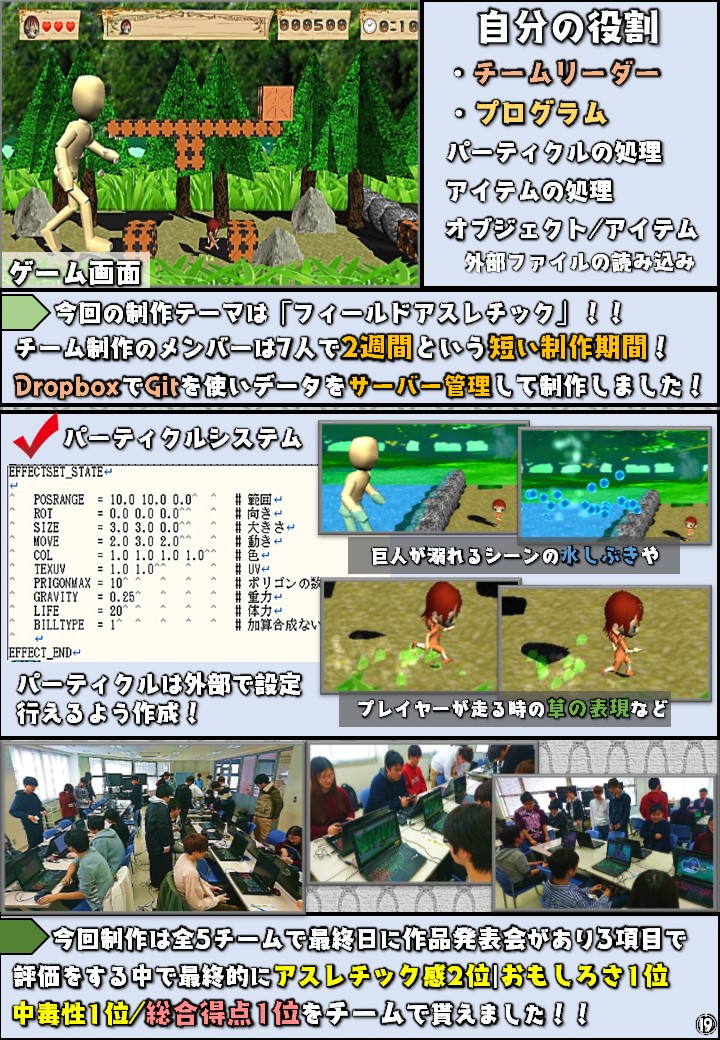 000500
0:10
ゲーム画面
自分の役割
・チームリーダー
・プログラム
パーティクルの処理
アイテムの処理
オブジェクト/アイテム
外部ファイルの読み込み
今回の制作テーマは「フィールドアスレチック」！！
チーム制作のメンバーは7人で2週間という短い制作期間！
DropboxでGitを使いデータをサーバー管理して制作しました！
パーティクルシステム
EFFECTSET_STATE
POSRANGE = 10.0 10.0 0.0 # 範囲
ROT = 0.0 0.0 0.0 # 向き
SIZE = 3.0 3.0 0.0 # 大きさ
MOVE = 2.0 3.0 2.0 # 動き
COL = 1.0 1.0 1.0 1.0 # 色
TEXUV = 1.0 1.0 # UV
PRIGONMAX = 10 # ポリゴンの数
GRAVITY = 0.25 # 重力
LIFE = 20 # 体力
BILLTYPE = 1 # 加算合成ない
EFFECT_END
巨人が溺れるシーンの水しぶきや
パーティクルは外部で設定
行えるよう作成！
プレイヤーが走る時の草の表現など
今回制作は全5チームで最終日に作品発表会があり3項目で
評価をする中で最終的にアスレチック感2位|おもしろさ1位
中毒性1位/総合得点1位をチームで貰えました！！
19